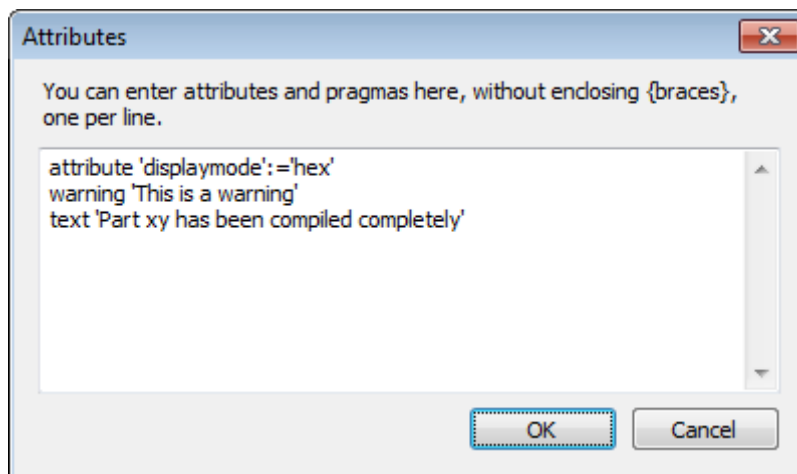 Attributes
You can enter attributes and pragmas here, without enclosing {braces},
one per line.
attribute 'displaymode':='hex'
warning 'This is a warning'
text 'Part xy has been compiled completely'
OK Cancel